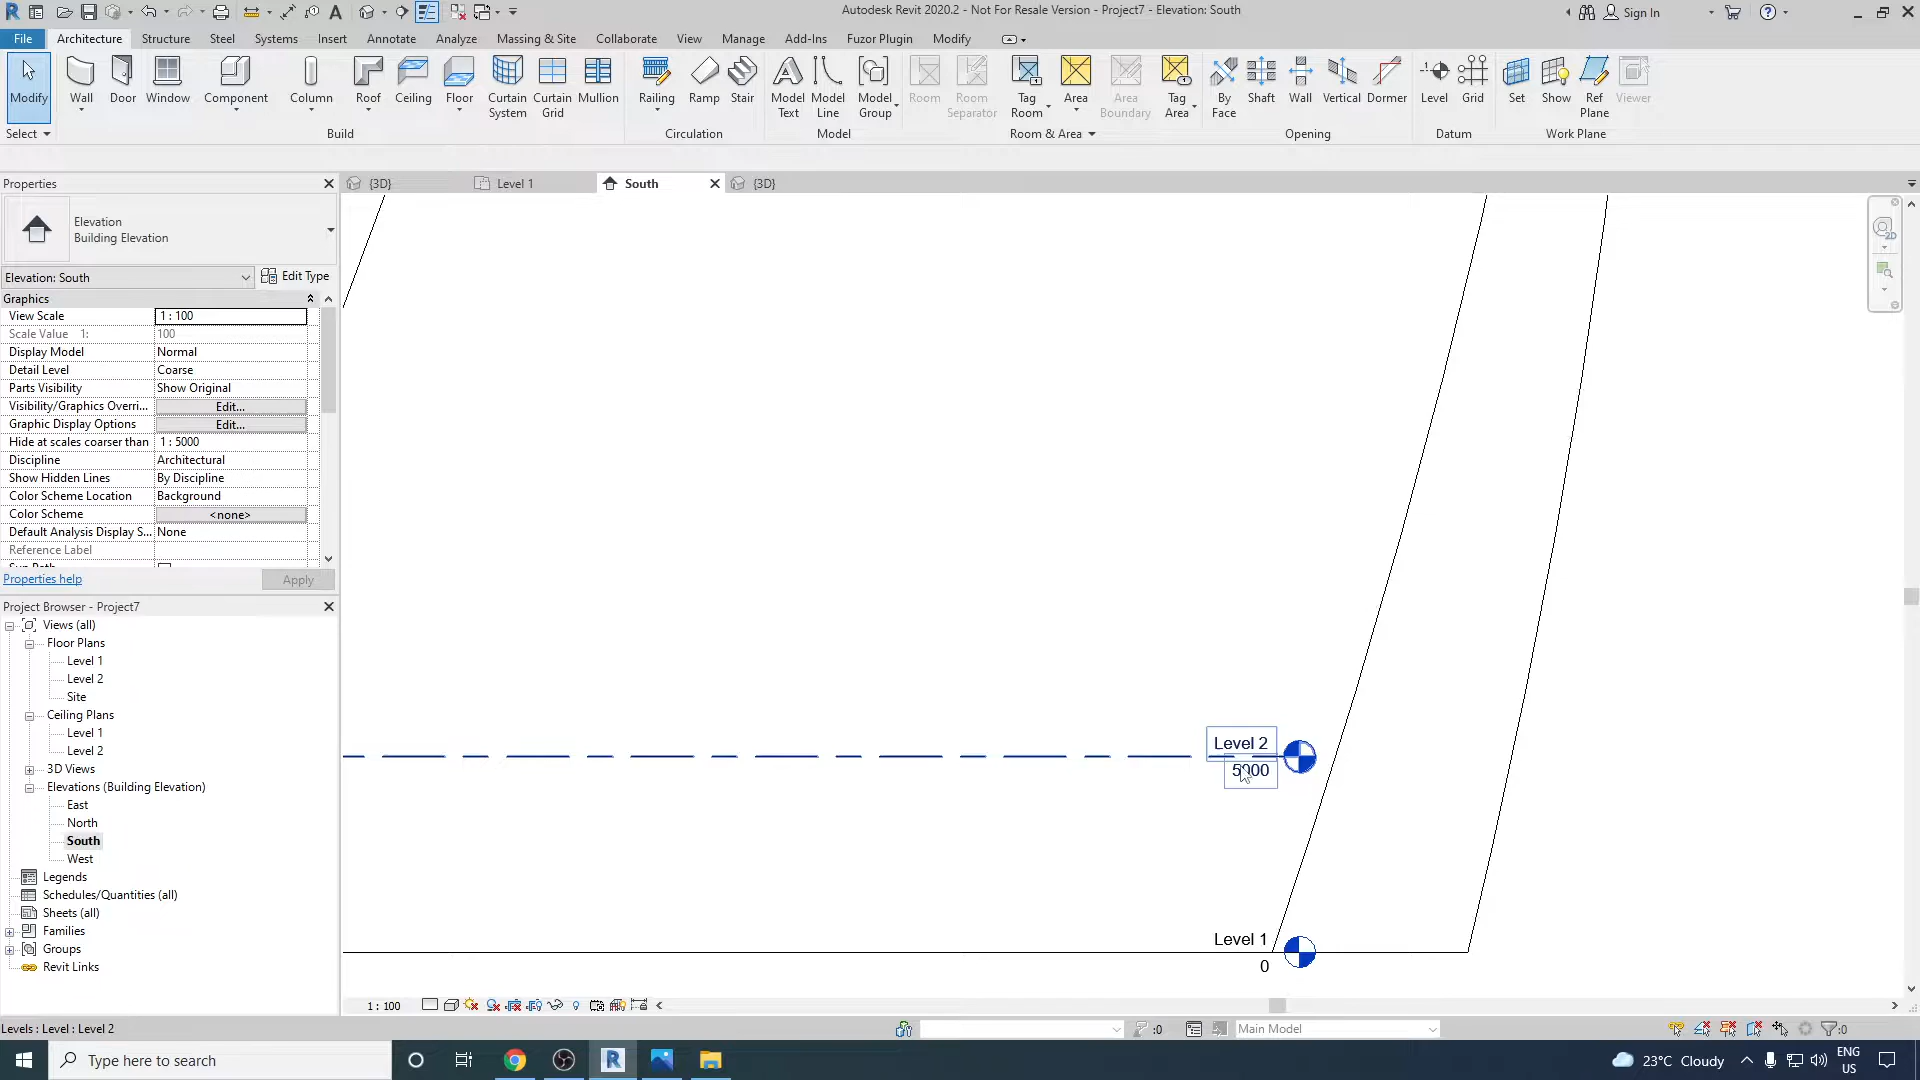 Autodesk Revit 2020.2 - Not For Resale Version - Project7 - Elevation: South
Sign In
File Architecture Structure Steel Systems Insert Annotate Analyze Massing & Site Collaborate View Manage Add-Ins Fuzor Plugin Modify
Modify
Wall
Door
Window
Component
Column
Roof
Ceiling
Floor
Curtain System
Curtain Grid
Mullion
Railing
Ramp
Stair
Model Text
Model Line
Model Group
Room
Room Separator
Tag Room
Area
Area Boundary
Tag Area
By Face
Shaft
Wall
Vertical
Dormer
Level
Grid
Set
Show
Ref Plane
Viewer
Select
Build
Circulation
Model
Room & Area
Opening
Datum
Work Plane
Properties
{3D}
Level 1
South
{3D}
Elevation
Building Elevation
Elevation: South
Edit Type
Graphics
View Scale 1 : 100
Scale Value 1: 100
Display Model Normal
Detail Level Coarse
Parts Visibility Show Original
Visibility/Graphics Overri... Edit...
Graphic Display Options Edit...
Hide at scales coarser than 1 : 5000
Discipline Architectural
Show Hidden Lines By Discipline
Color Scheme Location Background
Color Scheme <none>
Default Analysis Display S... None
Reference Label
Properties help
Apply
Project Browser - Project7
Views (all)
Floor Plans
Level 1
Level 2
Site
Ceiling Plans
Level 1
Level 2
3D Views
Elevations (Building Elevation)
East
North
South
West
Legends
Schedules/Quantities (all)
Sheets (all)
Families
Groups
Revit Links
Level 2
5000
Level 1
0
1 : 100
Levels : Level : Level 2
:0
Main Model
:0
Type here to search
23°C Cloudy
ENG
US